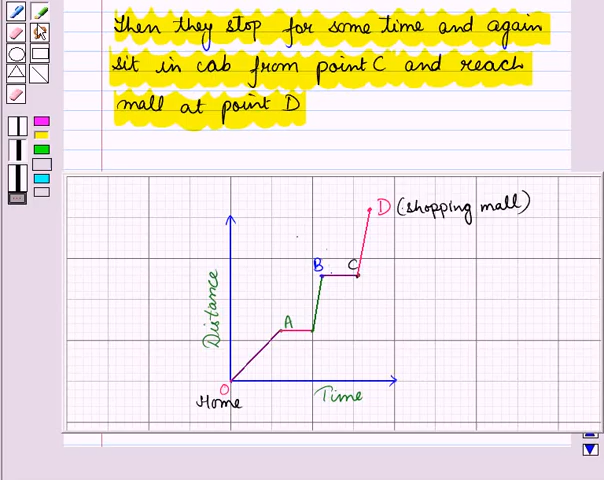 Then they stop for some time and again
sit in cab from point C and reach
mall at point D
D (shopping mall)
B
C
A
Distance
O
Home
Time